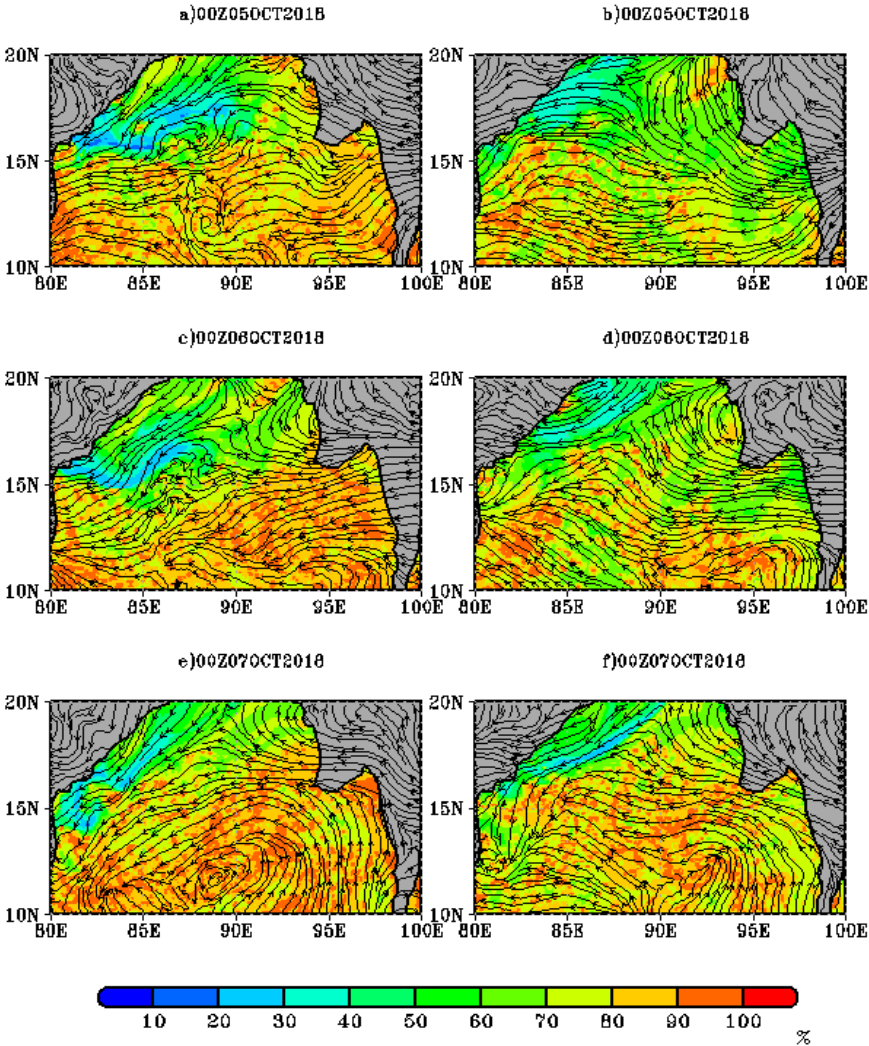 a)00Z05OCT2018 b)00Z05OCT2018
20N 20N
15N 15N
10N 10N
80E 85E 90E 95E 100E 80E 85E 90E 95E 100E
c)00Z06OCT2018 d)00Z06OCT2018
20N 20N
15N 15N
10N 10N
80E 85E 90E 95E 100E 80E 85E 90E 95E 100E
e)00Z07OCT2018 f)00Z07OCT2018
20N 20N
15N 15N
10N 10N
80E 85E 90E 95E 100E 80E 85E 90E 95E 100E
10 20 30 40 50 60 70 80 90 100
%